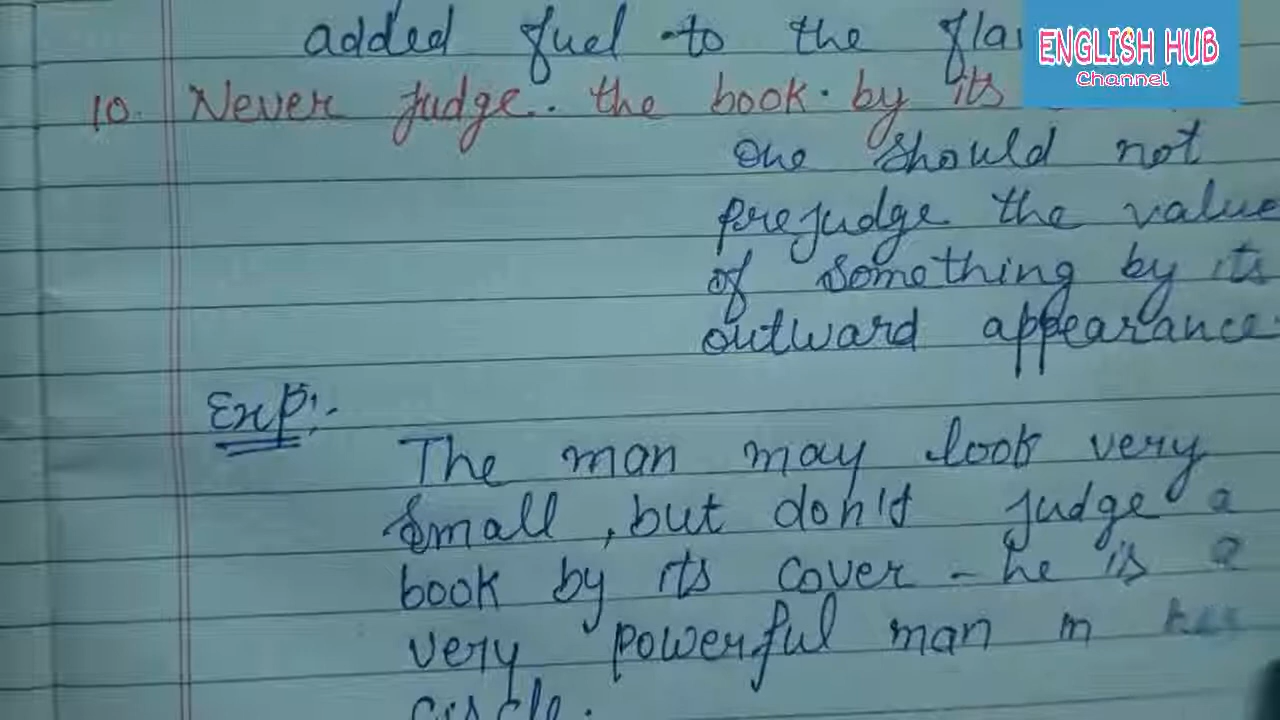 added fuel to the
ENGLISH HUB
Channel
10. Never judge. the book. by its
one should not
prejudge the value
of something by its
outward appearance.
Exp:-
The man may look very
small, but don't judge a
book by its cover - he is a
very powerful man in
circle.